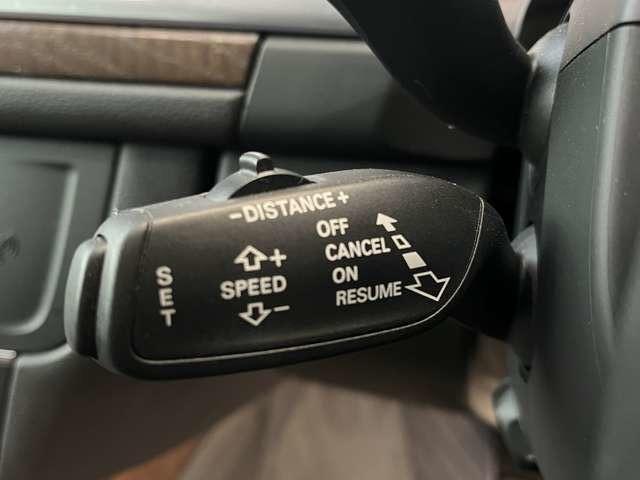 -DISTANCE+
OFF
CANCEL
ON
RESUME
+
SPEED
-
SET